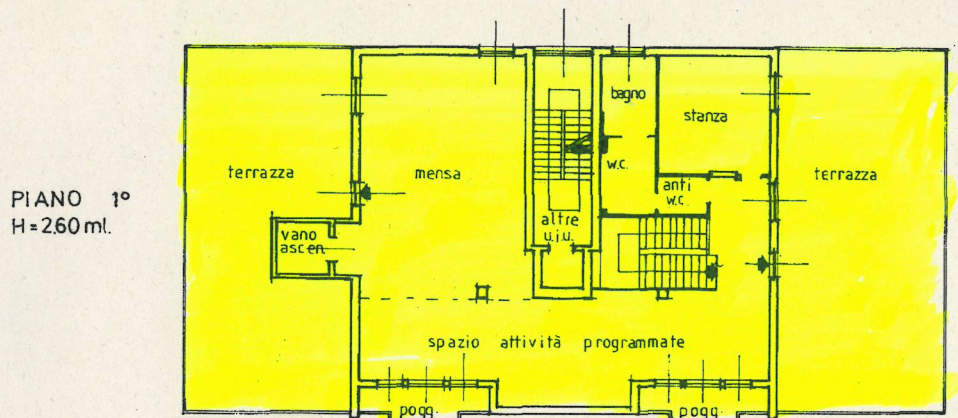 PIANO 1°
H=2.60 ml.
terrazza
mensa
vano
ascen.
altre
u.i.u.
bagno
w.c.
anti
w.c.
stanza
terrazza
spazio attività programmate
pogg.
pogg.